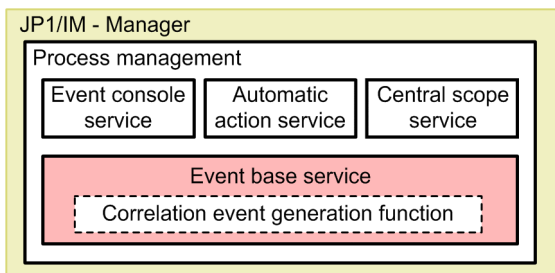 JP1/IM - Manager
Process management
Event console
service
Automatic
action service
Central scope
service
Event base service
Correlation event generation function